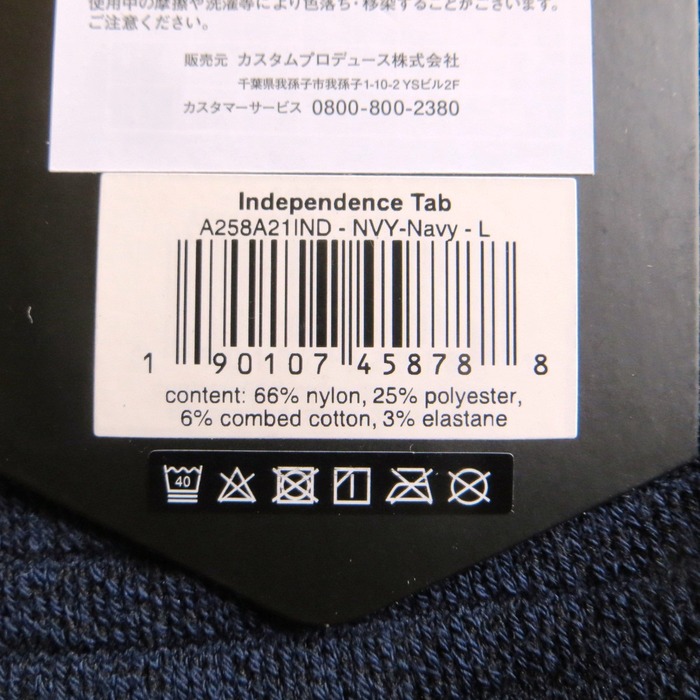 使用中の摩擦や洗濯等により色落ち・移染することがございます。
ご注意ください。
販売元 カスタムプロデュース株式会社
千葉県我孫子市我孫子1-10-2 YSビル2F
カスタマーサービス 0800-800-2380
Independence Tab
A258A21IND - NVY-Navy - L
1 90107 45878 8
content: 66% nylon, 25% polyester,
6% combed cotton, 3% elastane
40